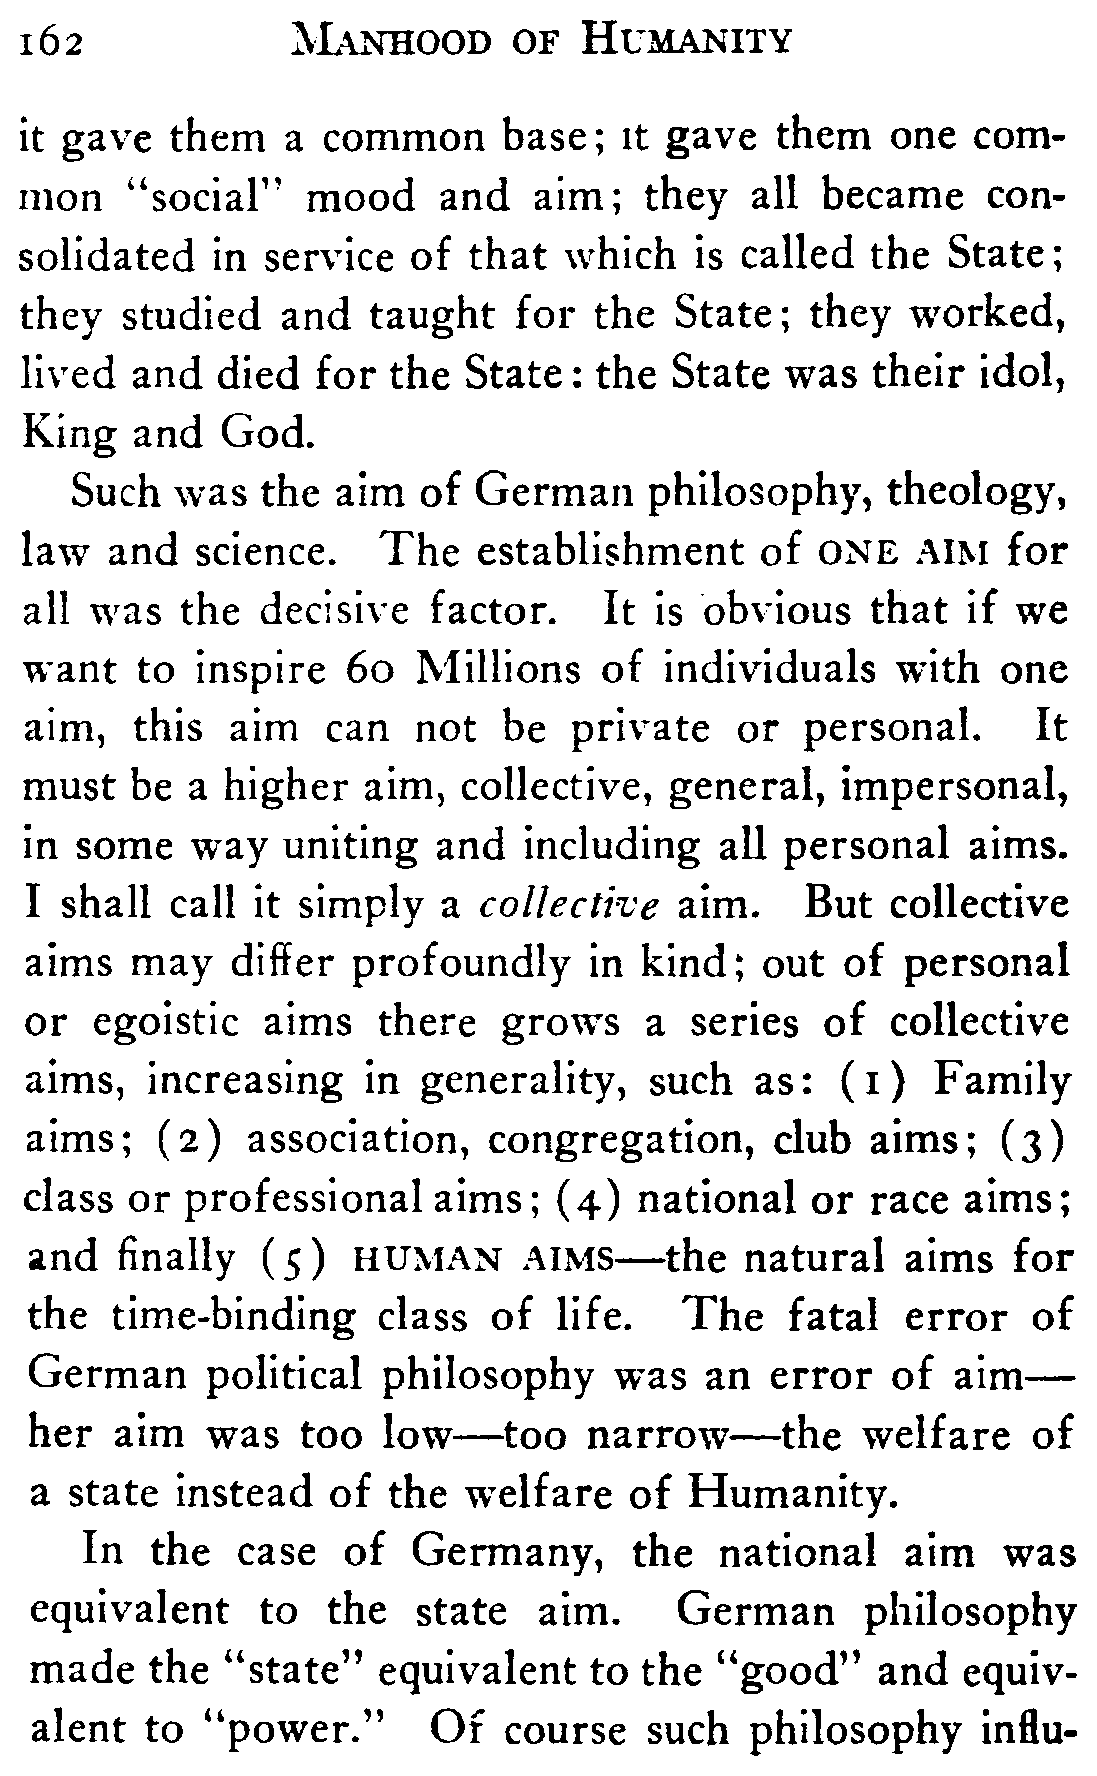 162 MANHOOD OF HUMANITY
it gave them a common base; it gave them one com-
mon "social" mood and aim; they all became con-
solidated in service of that which is called the State;
they studied and taught for the State; they worked,
lived and died for the State: the State was their idol,
King and God.
Such was the aim of German philosophy, theology,
law and science. The establishment of ONE AIM for
all was the decisive factor. It is obvious that if we
want to inspire 60 Millions of individuals with one
aim, this aim can not be private or personal. It
must be a higher aim, collective, general, impersonal,
in some way uniting and including all personal aims.
I shall call it simply a collective aim. But collective
aims may differ profoundly in kind; out of personal
or egoistic aims there grows a series of collective
aims, increasing in generality, such as: (1) Family
aims; (2) association, congregation, club aims; (3)
class or professional aims; (4) national or race aims;
and finally (5) HUMAN AIMS—the natural aims for
the time-binding class of life. The fatal error of
German political philosophy was an error of aim—
her aim was too low—too narrow—the welfare of
a state instead of the welfare of Humanity.
In the case of Germany, the national aim was
equivalent to the state aim. German philosophy
made the "state" equivalent to the "good" and equiv-
alent to "power." Of course such philosophy influ-